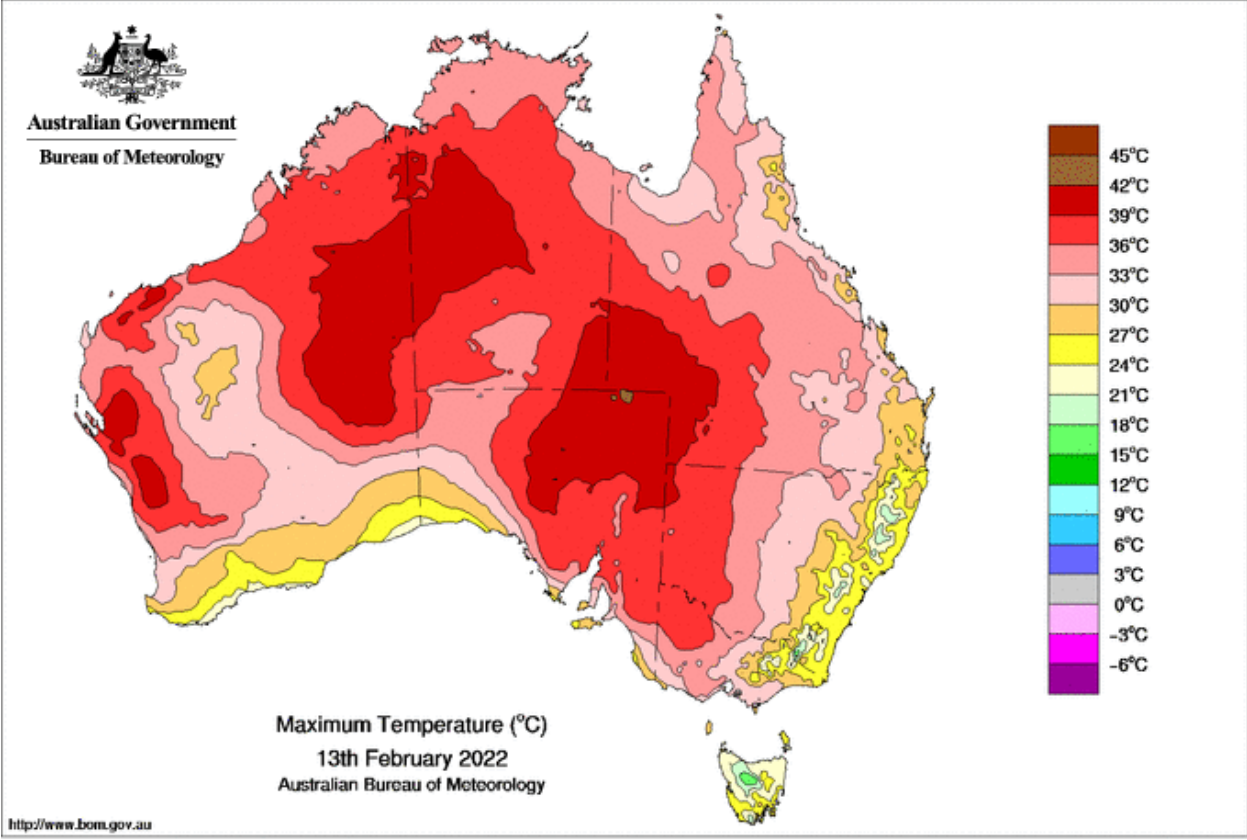 Australian Government
Bureau of Meteorology
45°C
42°C
39°C
36°C
33°C
30°C
27°C
24°C
21°C
18°C
15°C
12°C
9°C
6°C
3°C
0°C
-3°C
-6°C
Maximum Temperature (°C)
13th February 2022
Australian Bureau of Meteorology
http://www.bom.gov.au